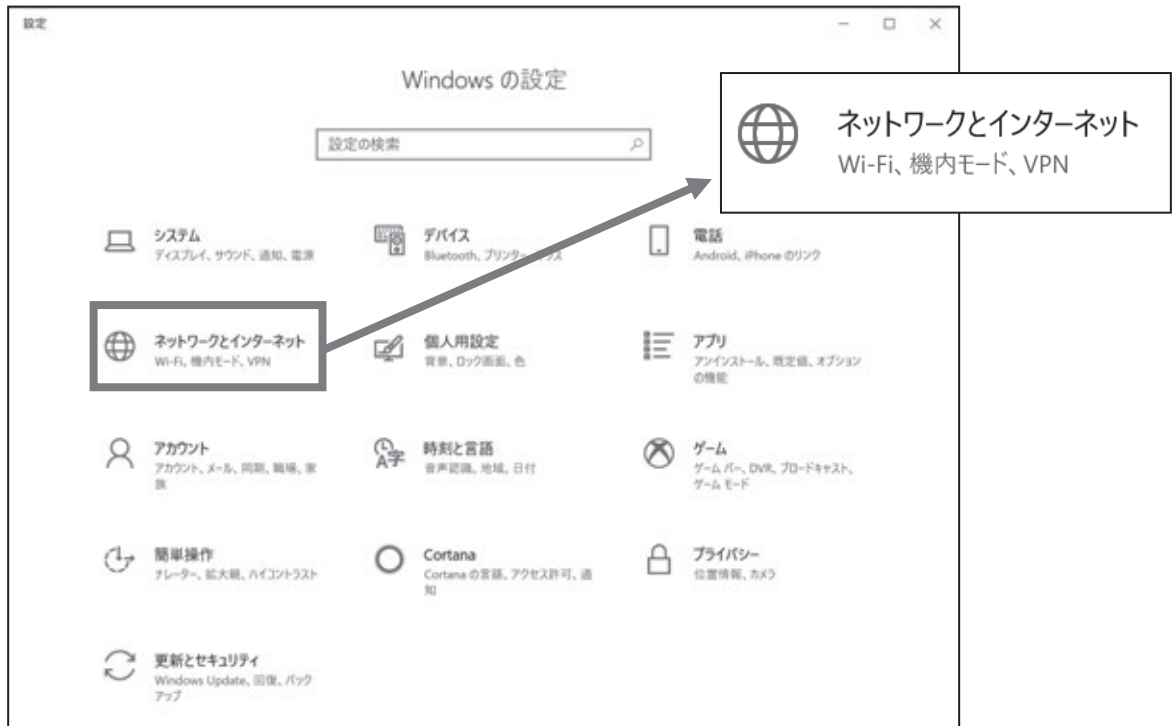 設定
Windows の設定
設定の検索
ネットワークとインターネット
Wi-Fi、機内モード、VPN
システム
ディスプレイ、サウンド、通知、電源
デバイス
Bluetooth、プリンター、マウス
電話
Android、iPhone のリンク
ネットワークとインターネット
Wi-Fi、機内モード、VPN
個人用設定
背景、ロック画面、色
アプリ
アンインストール、既定値、オプション
の機能
アカウント
アカウント、メール、同期、職場、家
族
時刻と言語
音声認識、地域、日付
ゲーム
ゲーム バー、DVR、ブロードキャスト、
ゲーム モード
簡単操作
ナレーター、拡大鏡、ハイコントラスト
Cortana
Cortana の言語、アクセス許可、通
知
プライバシー
位置情報、カメラ
更新とセキュリティ
Windows Update、回復、バック
アップ